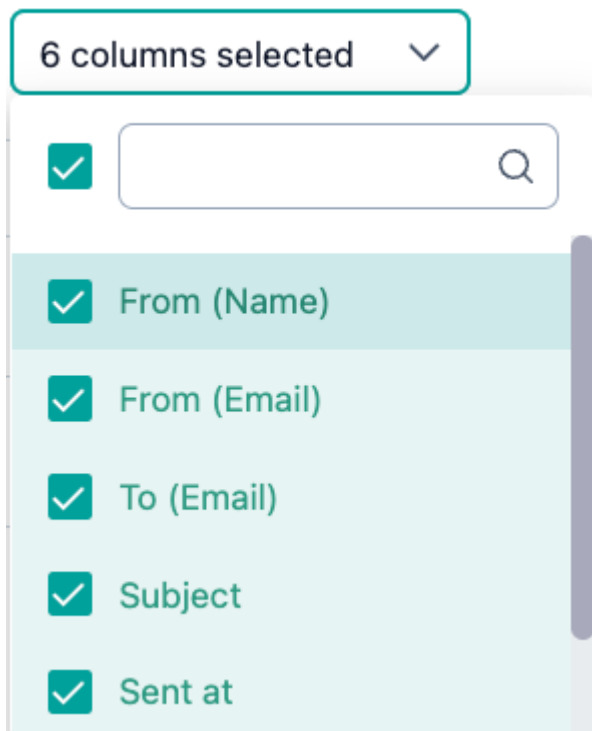 6 columns selected
From (Name)
From (Email)
To (Email)
Subject
Sent at